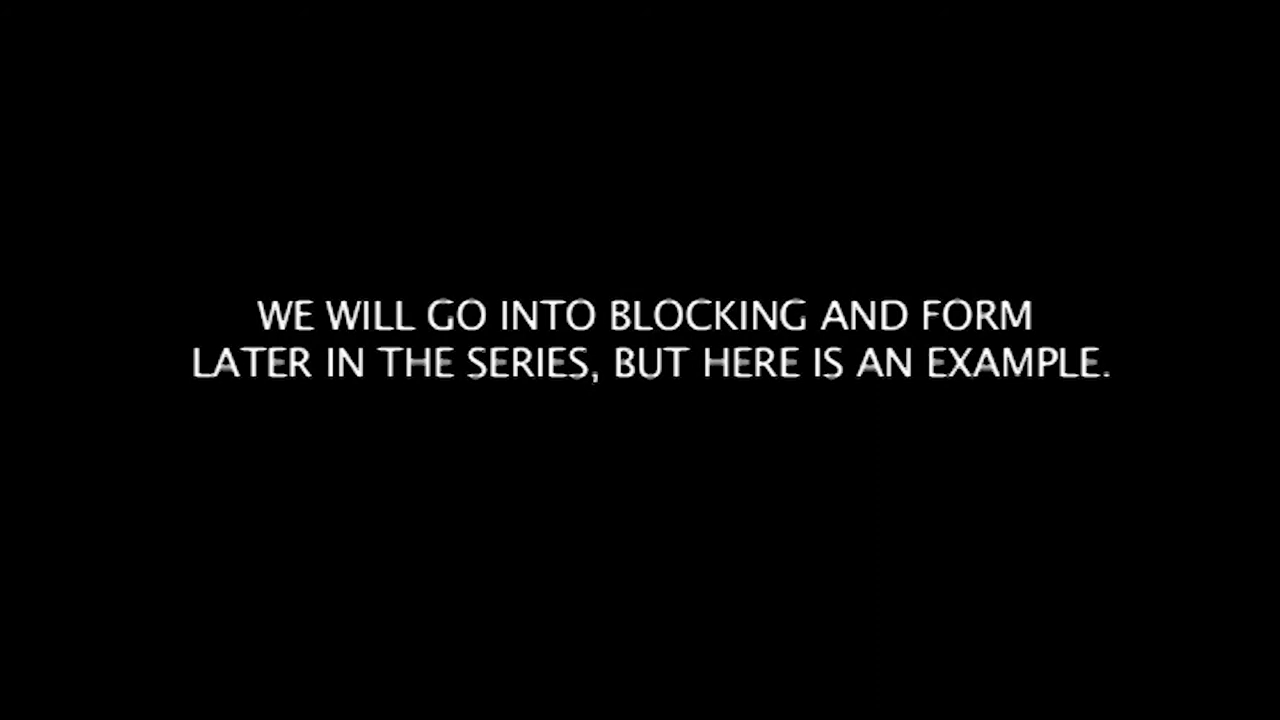 WE WILL GO INTO BLOCKING AND FORM
LATER IN THE SERIES, BUT HERE IS AN EXAMPLE.